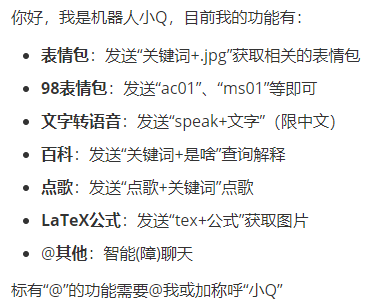 你好，我是机器人小Q，目前我的功能有：
• 表情包：发送“关键词+.jpg”获取相关的表情包
• 98表情包：发送“ac01”、“ms01”等即可
• 文字转语音：发送“speak+文字”（限中文）
• 百科：发送“关键词+是啥”查询解释
• 点歌：发送“点歌+关键词”点歌
• LaTeX公式：发送“tex+公式”获取图片
• @其他：智能(障)聊天
标有“@”的功能需要@我或加称呼“小Q”